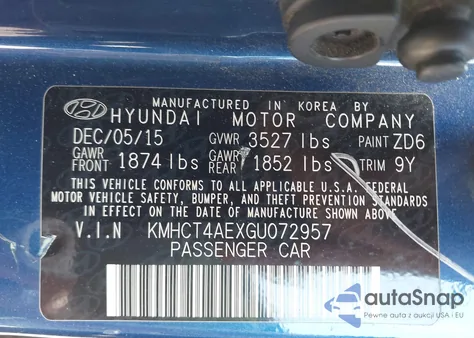 MANUFACTURED IN KOREA BY
HYUNDAI MOTOR COMPANY
DEC/05/15 GVWR 3527 lbs PAINT ZD6
GAWR FRONT 1874 lbs GAWR REAR 1852 lbs TRIM 9Y
THIS VEHICLE CONFORMS TO ALL APPLICABLE U.S.A. FEDERAL
MOTOR VEHICLE SAFETY, BUMPER, AND THEFT PREVENTION STANDARDS
IN EFFECT ON THE DATE OF MANUFACTURE SHOWN ABOVE
V.I.N KMHCT4AEXGU072957
PASSENGER CAR
autoSnap
Pewne auta z aukcji USA i EU